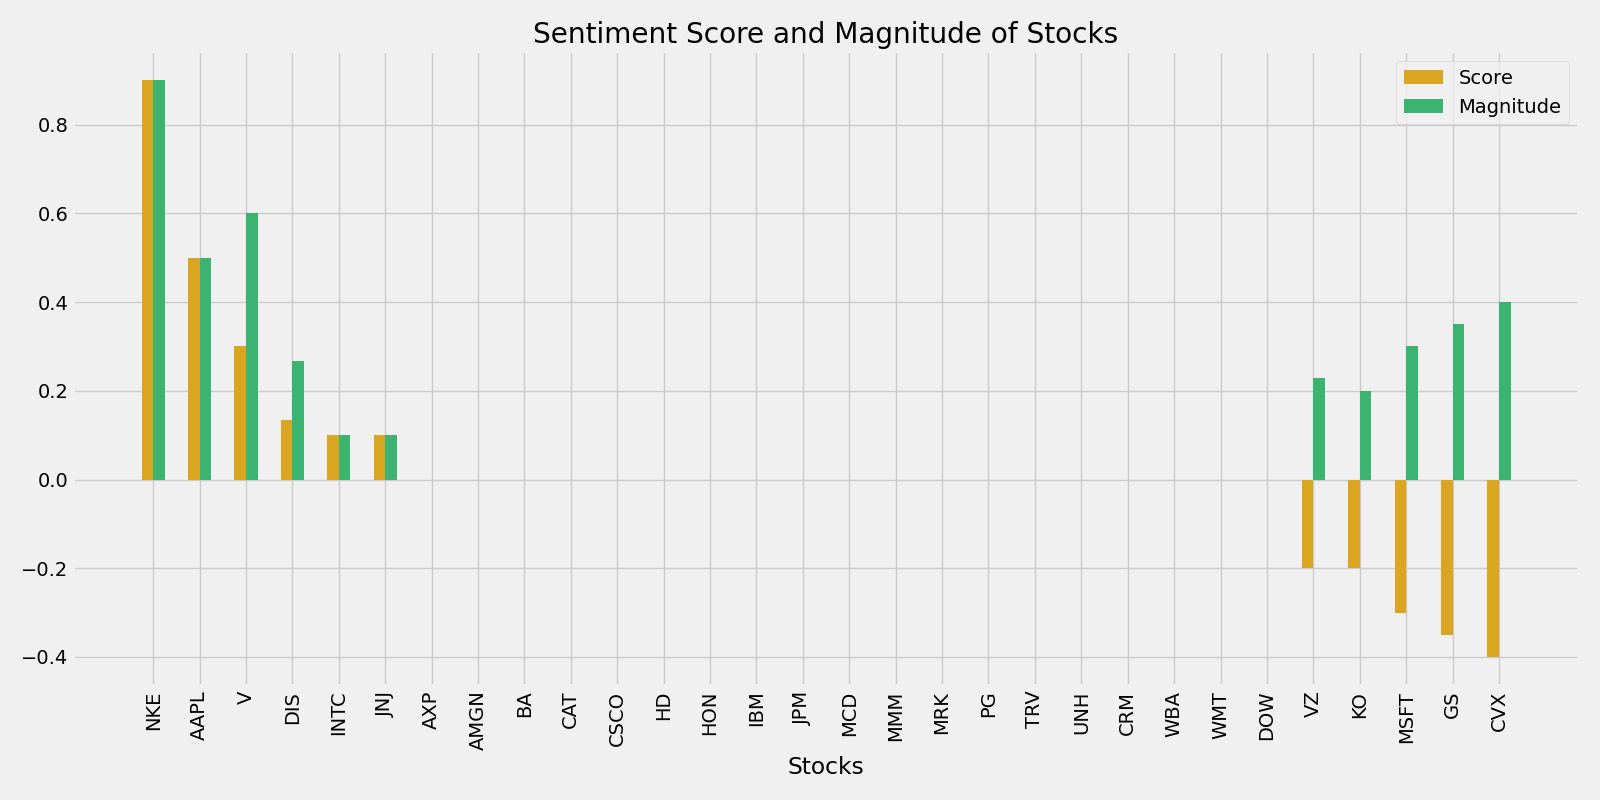 Sentiment Score and Magnitude of Stocks
Score
Magnitude
0.8
0.6
0.4
0.2
0.0
−0.2
−0.4
NKE
AAPL
V
DIS
INTC
JNJ
AXP
AMGN
BA
CAT
CSCO
HD
HON
IBM
JPM
MCD
MMM
MRK
PG
TRV
UNH
CRM
WBA
WMT
DOW
VZ
KO
MSFT
GS
CVX
Stocks